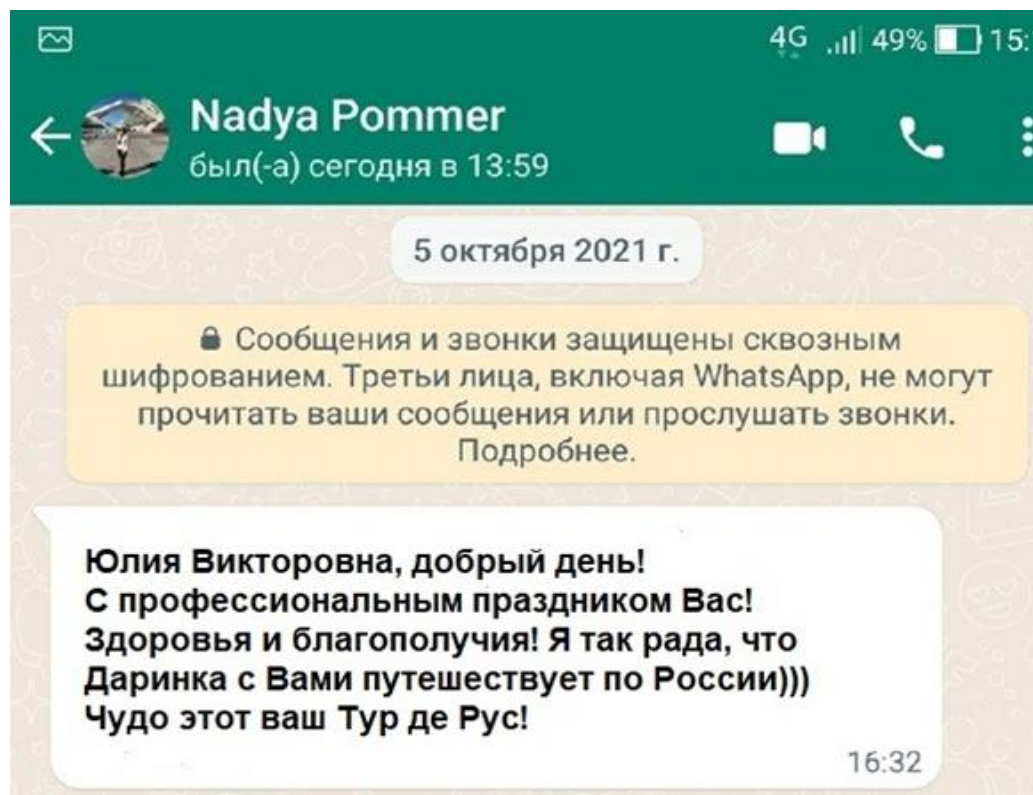 4G 49% 15:
Nadya Pommer
был(-а) сегодня в 13:59
5 октября 2021 г.
Сообщения и звонки защищены сквозным
шифрованием. Третьи лица, включая WhatsApp, не могут
прочитать ваши сообщения или прослушать звонки.
Подробнее.
Юлия Викторовна, добрый день!
С профессиональным праздником Вас!
Здоровья и благополучия! Я так рада, что
Даринка с Вами путешествует по России)))
Чудо этот ваш Тур де Рус!
16:32